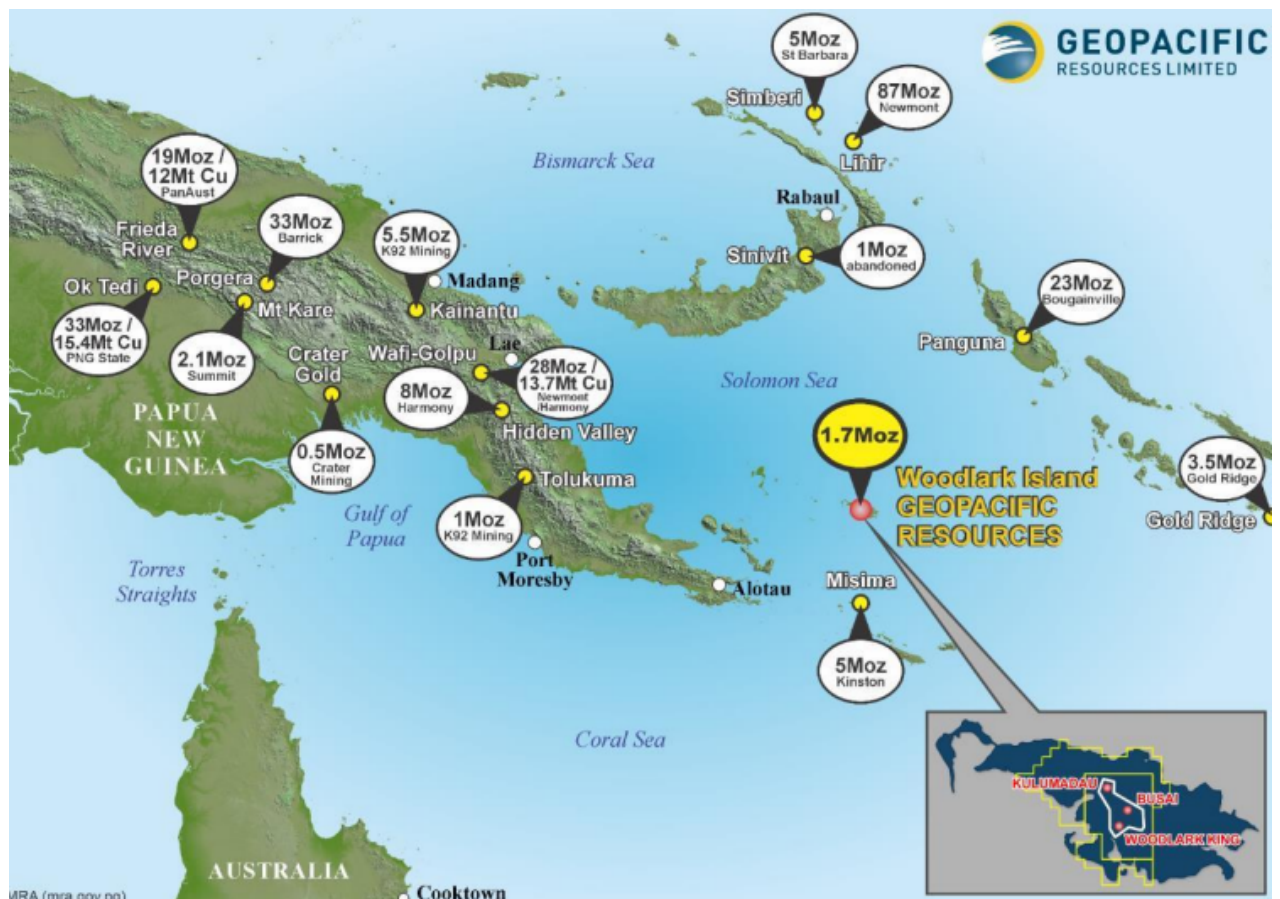 GEOPACIFIC
RESOURCES LIMITED
5Moz
St Barbara
Simberi
87Moz
Newmont
Lihir
Bismarck Sea
19Moz /
12Mt Cu
PanAust
Frieda
River
33Moz
Barrick
Porgera
5.5Moz
K92 Mining
Madang
Kainantu
Rabaul
Sinivit
1Moz
abandoned
Ok Tedi
33Moz /
15.4Mt Cu
PNG State
Mt Kare
2.1Moz
Summit
23Moz
Bougainville
Panguna
Crater
Gold
0.5Moz
Crater
Mining
Wafi-Golpu
Lae
28Moz /
13.7Mt Cu
Newmont
/Harmony
8Moz
Harmony
Hidden Valley
Solomon Sea
PAPUA
NEW
GUINEA
1.7Moz
Woodlark Island
GEOPACIFIC
RESOURCES
3.5Moz
Gold Ridge
Gold Ridge
Tolukuma
1Moz
K92 Mining
Gulf of
Papua
Port
Moresby
Alotau
Torres
Straights
Misima
5Moz
Kinston
Coral Sea
KULUMADAU
BUSAI
WOODLARK KING
AUSTRALIA
Cooktown
MRA (mra.gov.pg)